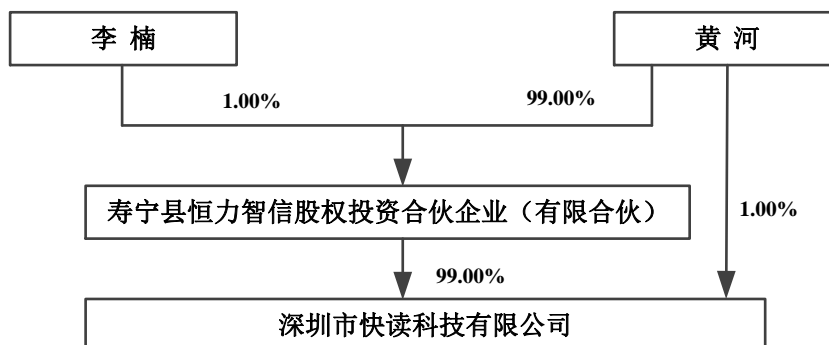 李 楠
黄 河
1.00%
99.00%
寿宁县恒力智信股权投资合伙企业（有限合伙）
1.00%
99.00%
深圳市快读科技有限公司